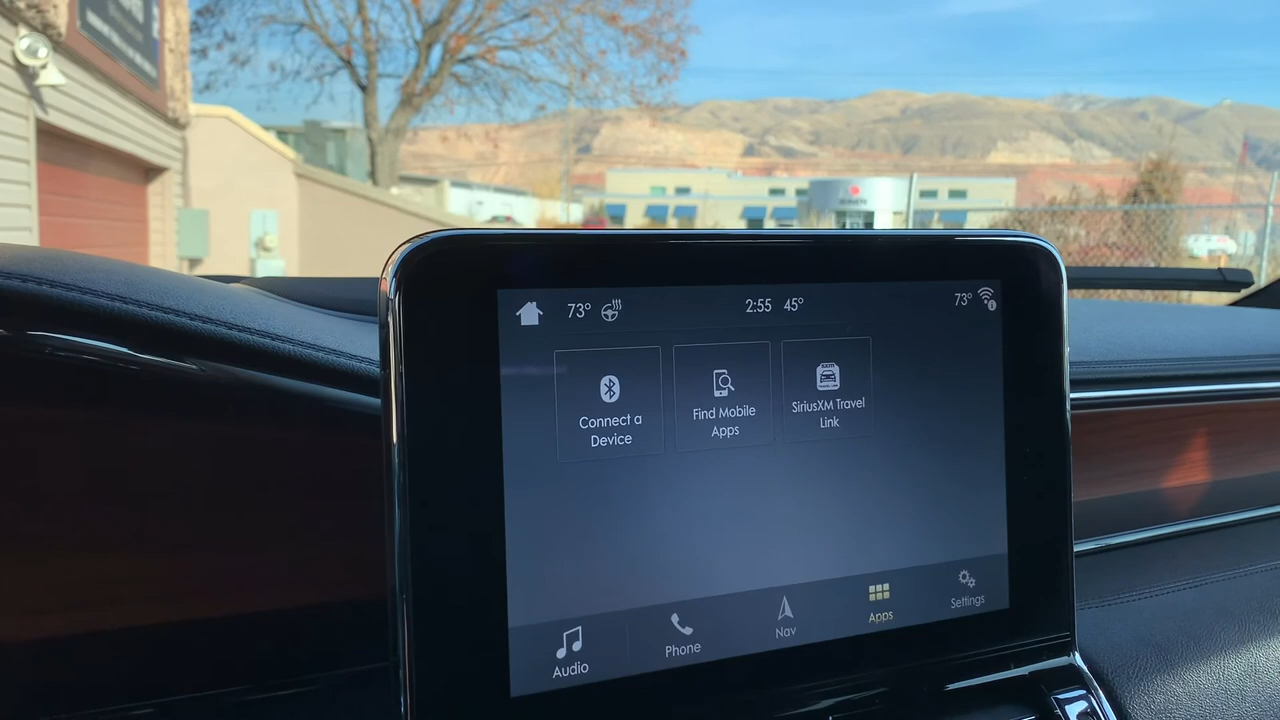 73° 2:55 45° 73°
Connect a
Device
Find Mobile
Apps
SiriusXM Travel
Link
Audio
Phone
Nav
Apps
Settings